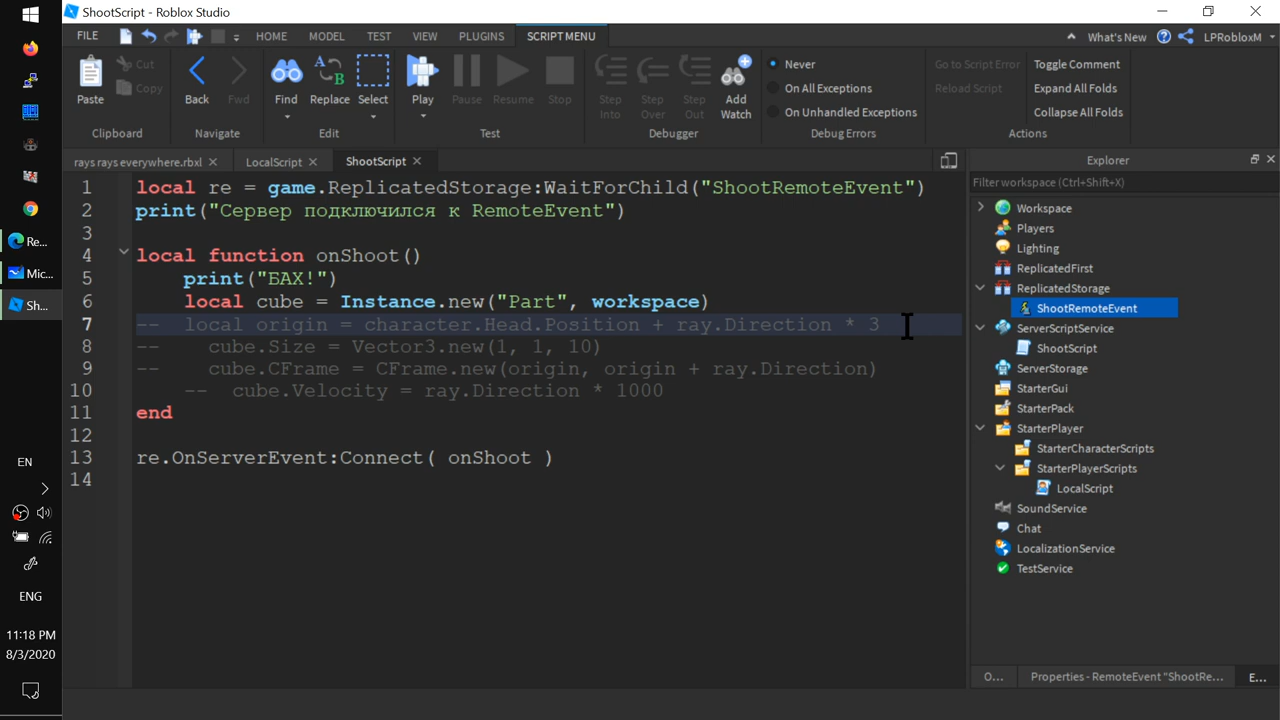 ShootScript - Roblox Studio
FILE HOME MODEL TEST VIEW PLUGINS SCRIPT MENU What's New LPRobloxM
Paste Cut Copy Back Fwd Find Replace Select Play Pause Resume Stop Step Into Step Over Step Out Add Watch
Never
On All Exceptions
On Unhandled Exceptions
Go to Script Error Toggle Comment
Reload Script Expand All Folds
Collapse All Folds
Clipboard Navigate Edit Test Debugger Debug Errors Actions
rays rays everywhere.rbxl LocalScript ShootScript
1 local re = game.ReplicatedStorage:WaitForChild("ShootRemoteEvent")
2 print("Сервер подключился к RemoteEvent")
3
4 local function onShoot()
5 print("БАХ!")
6 local cube = Instance.new("Part", workspace)
7 -- local origin = character.Head.Position + ray.Direction * 3
8 -- cube.Size = Vector3.new(1, 1, 10)
9 -- cube.CFrame = CFrame.new(origin, origin + ray.Direction)
10 -- cube.Velocity = ray.Direction * 1000
11 end
12
13 re.OnServerEvent:Connect( onShoot )
14
Explorer
Filter workspace (Ctrl+Shift+X)
Workspace
Players
Lighting
ReplicatedFirst
ReplicatedStorage
ShootRemoteEvent
ServerScriptService
ShootScript
ServerStorage
StarterGui
StarterPack
StarterPlayer
StarterCharacterScripts
StarterPlayerScripts
LocalScript
SoundService
Chat
LocalizationService
TestService
O... Properties - RemoteEvent "ShootRe... E...
Re...
Mic...
Sh...
EN
ENG
11:18 PM
8/3/2020